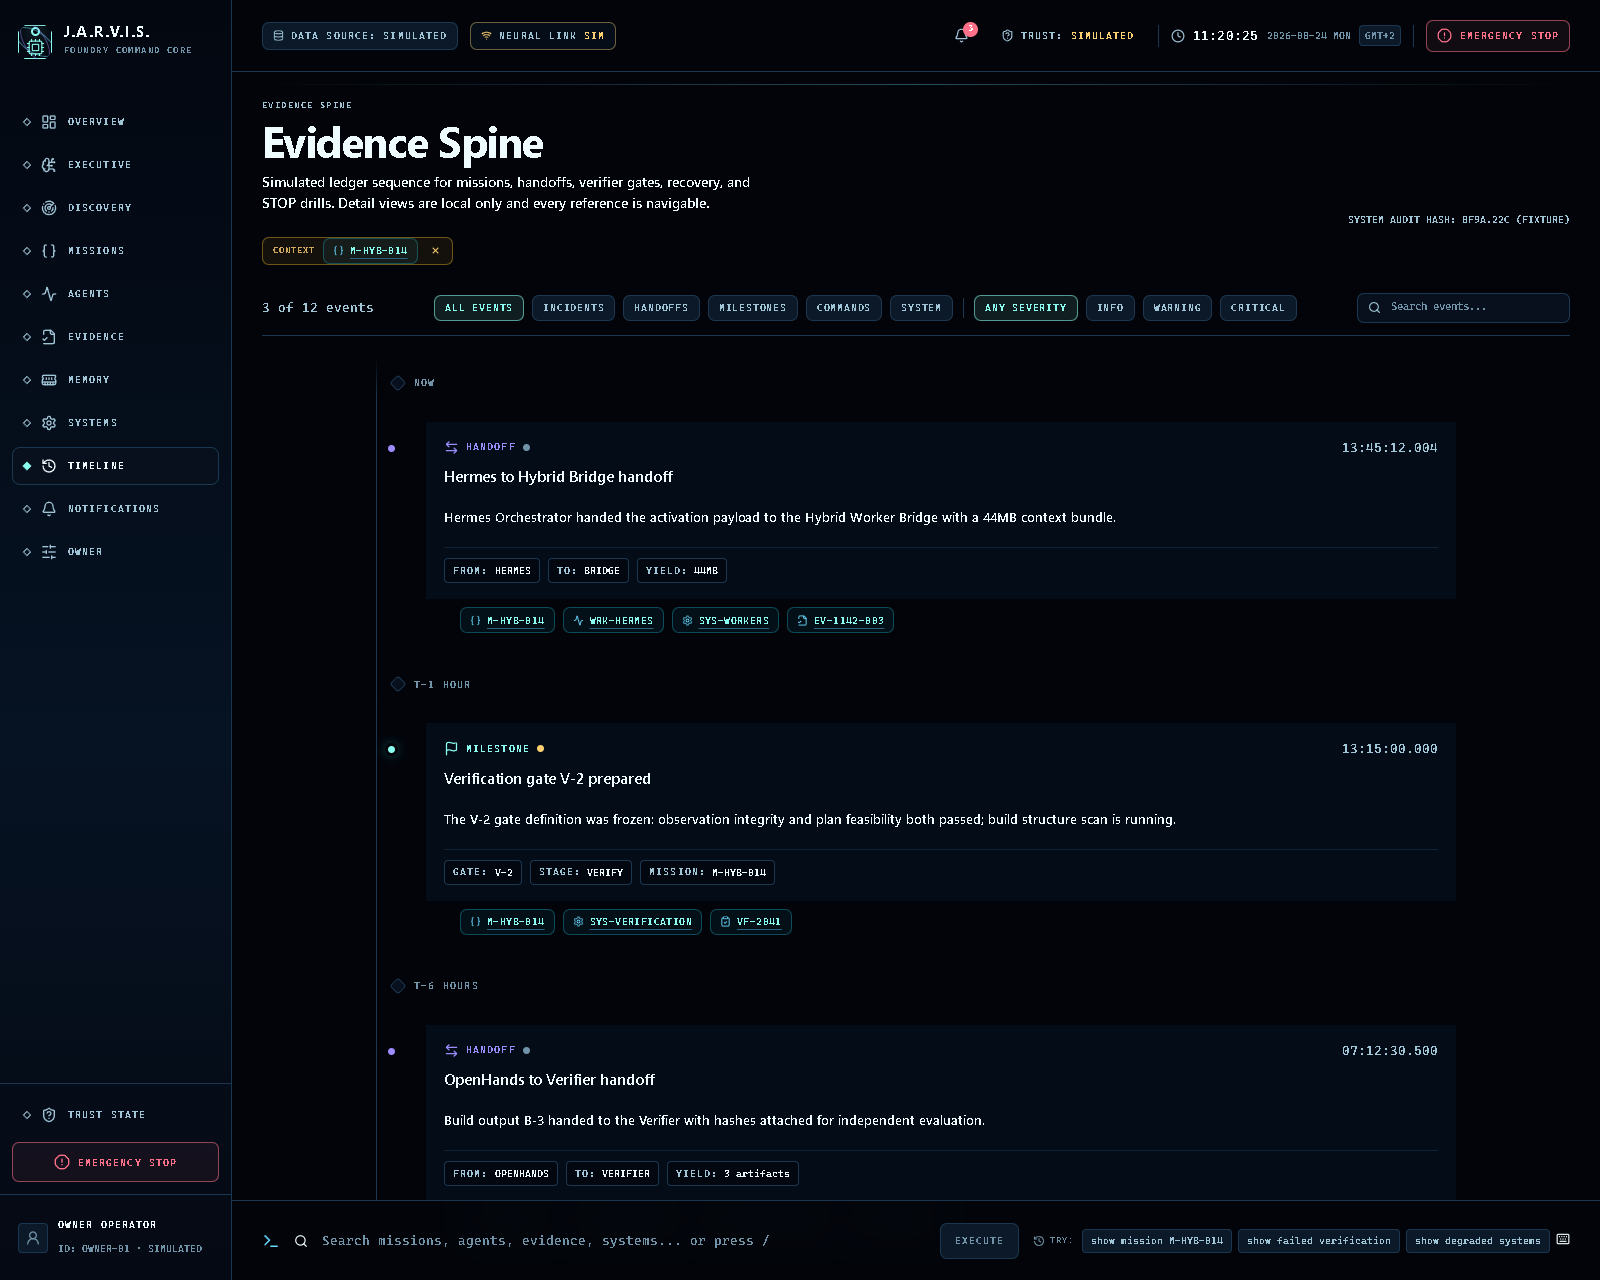 J.A.R.V.I.S.
FOUNDRY COMMAND CORE
OVERVIEW
EXECUTIVE
DISCOVERY
MISSIONS
AGENTS
EVIDENCE
MEMORY
SYSTEMS
TIMELINE
NOTIFICATIONS
OWNER
TRUST STATE
EMERGENCY STOP
OWNER OPERATOR
ID: OWNER-01 • SIMULATED
DATA SOURCE: SIMULATED
NEURAL LINK SIM
3
TRUST: SIMULATED
11:20:25 2026-08-24 MON GMT+2
EMERGENCY STOP
EVIDENCE SPINE
Evidence Spine
Simulated ledger sequence for missions, handoffs, verifier gates, recovery, and
STOP drills. Detail views are local only and every reference is navigable.
SYSTEM AUDIT HASH: 8F9A.22C (FIXTURE)
CONTEXT {} M-HYB-014 ×
3 of 12 events
ALL EVENTS INCIDENTS HANDOFFS MILESTONES COMMANDS SYSTEM ANY SEVERITY INFO WARNING CRITICAL
Search events...
NOW
HANDOFF 13:45:12.004
Hermes to Hybrid Bridge handoff
Hermes Orchestrator handed the activation payload to the Hybrid Worker Bridge with a 44MB context bundle.
FROM: HERMES TO: BRIDGE YIELD: 44MB
{} M-HYB-014 WRK-HERMES SYS-WORKERS EV-1142-003
T-1 HOUR
MILESTONE 13:15:00.000
Verification gate V-2 prepared
The V-2 gate definition was frozen: observation integrity and plan feasibility both passed; build structure scan is running.
GATE: V-2 STAGE: VERIFY MISSION: M-HYB-014
{} M-HYB-014 SYS-VERIFICATION VF-2041
T-6 HOURS
HANDOFF 07:12:30.500
OpenHands to Verifier handoff
Build output B-3 handed to the Verifier with hashes attached for independent evaluation.
FROM: OPENHANDS TO: VERIFIER YIELD: 3 artifacts
Search missions, agents, evidence, systems... or press /
EXECUTE
TRY: show mission M-HYB-014 show failed verification show degraded systems